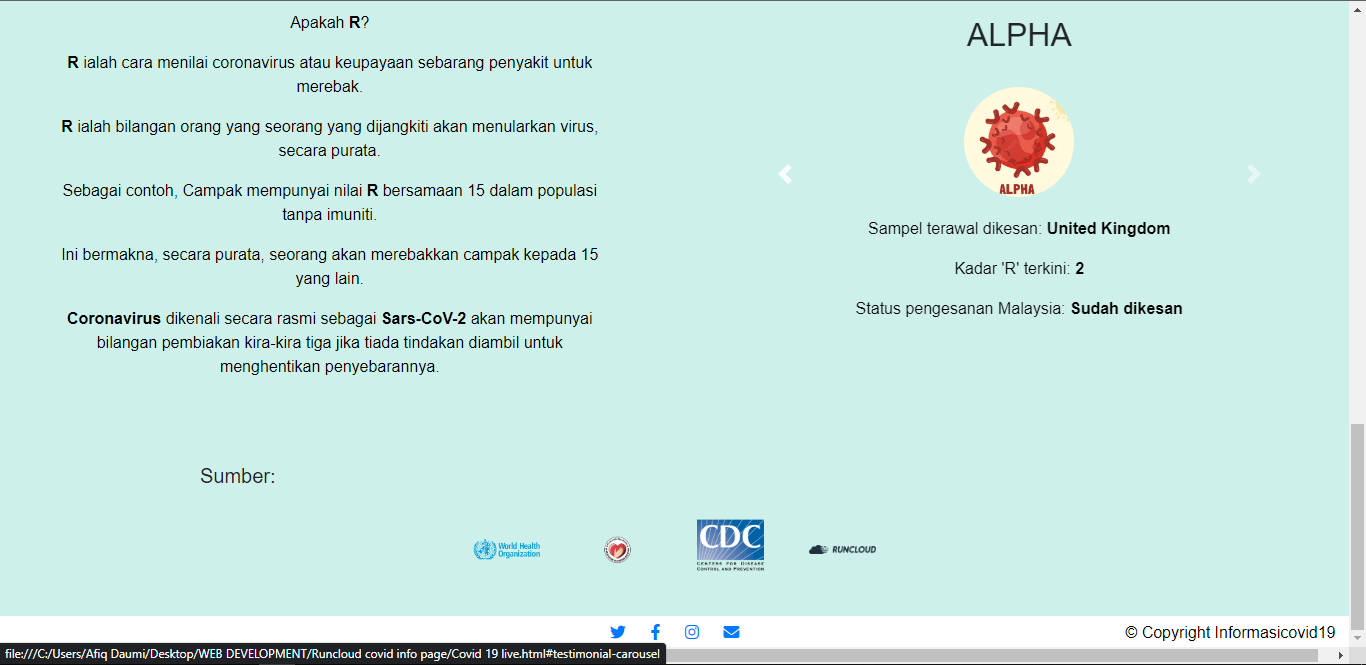 Apakah R?
R ialah cara menilai coronavirus atau keupayaan sebarang penyakit untuk
merebak.
R ialah bilangan orang yang seorang yang dijangkiti akan menularkan virus,
secara purata.
Sebagai contoh, Campak mempunyai nilai R bersamaan 15 dalam populasi
tanpa imuniti.
Ini bermakna, secara purata, seorang akan merebakkan campak kepada 15
yang lain.
Coronavirus dikenali secara rasmi sebagai Sars-CoV-2 akan mempunyai
bilangan pembiakan kira-kira tiga jika tiada tindakan diambil untuk
menghentikan penyebarannya.
ALPHA
ALPHA
Sampel terawal dikesan: United Kingdom
Kadar 'R' terkini: 2
Status pengesanan Malaysia: Sudah dikesan
Sumber:
World Health
Organization
CDC
CENTERS FOR DISEASE
CONTROL AND PREVENTION
RUNCLOUD
© Copyright Informasicovid19
file:///C:/Users/Afiq Daumi/Desktop/WEB DEVELOPMENT/Runcloud covid info page/Covid 19 live.html#testimonial-carousel